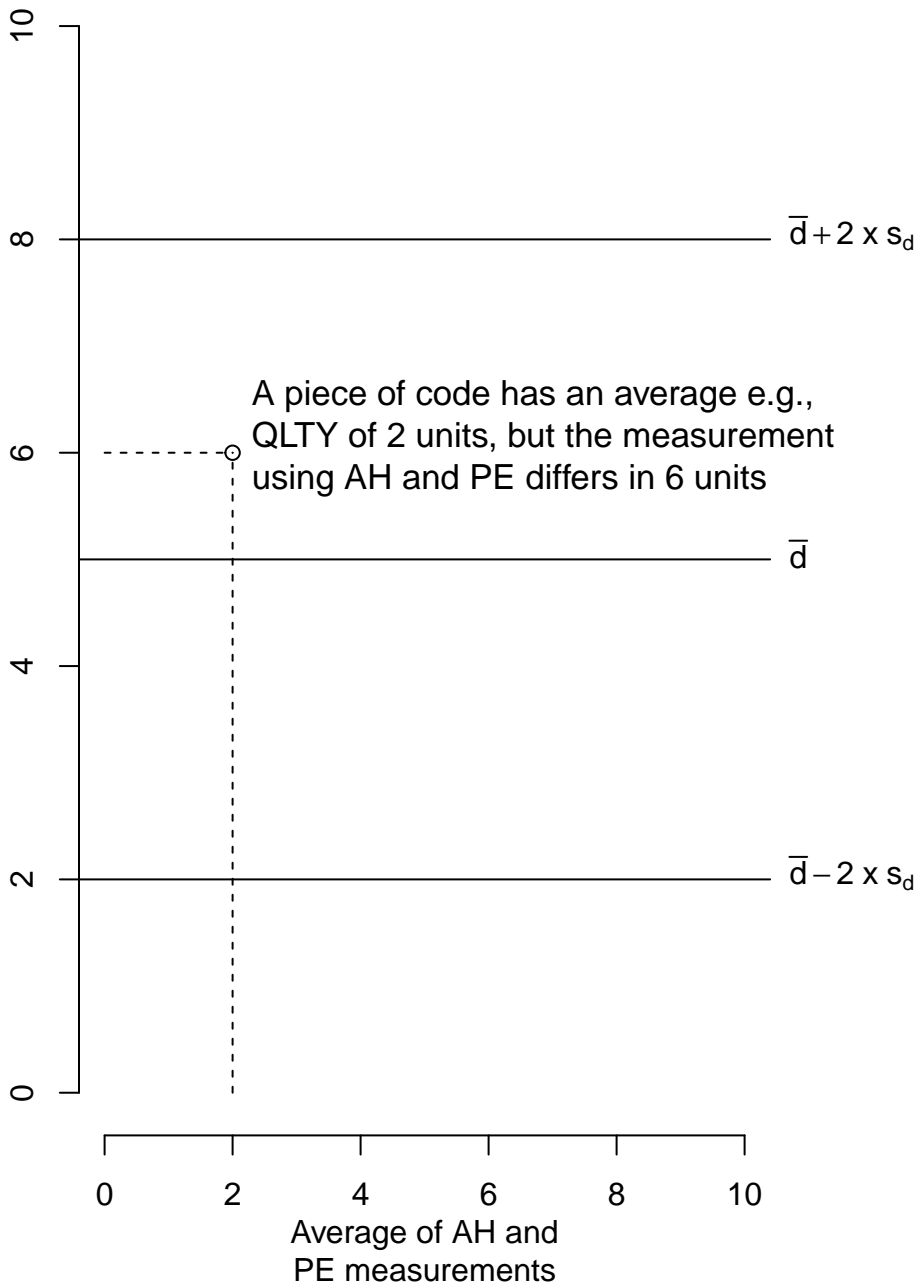 10
8
d̅ + 2 x s_d
A piece of code has an average e.g.,
QLTY of 2 units, but the measurement
using AH and PE differs in 6 units
6
d̅
4
2
d̅ − 2 x s_d
0
0 2 4 6 8 10
Average of AH and
PE measurements